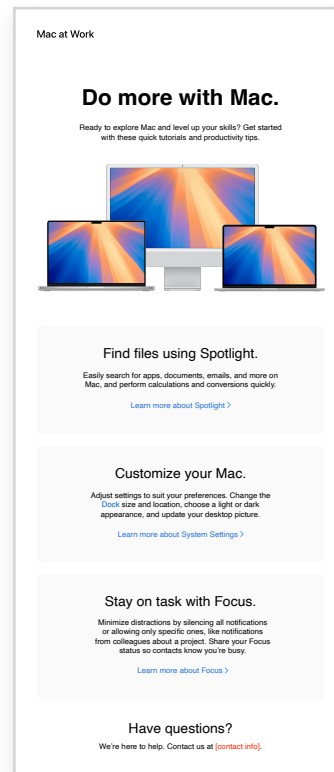 Mac at Work
Do more with Mac.
Ready to explore Mac and level up your skills? Get started
with these quick tutorials and productivity tips.
Find files using Spotlight.
Easily search for apps, documents, emails, and more on
Mac, and perform calculations and conversions quickly.
Learn more about Spotlight >
Customize your Mac.
Adjust settings to suit your preferences. Change the
Dock size and location, choose a light or dark
appearance, and update your desktop picture.
Learn more about System Settings >
Stay on task with Focus.
Minimize distractions by silencing all notifications
or allowing only specific ones, like notifications
from colleagues about a project. Share your Focus
status so contacts know you’re busy.
Learn more about Focus >
Have questions?
We’re here to help. Contact us at [contact info].